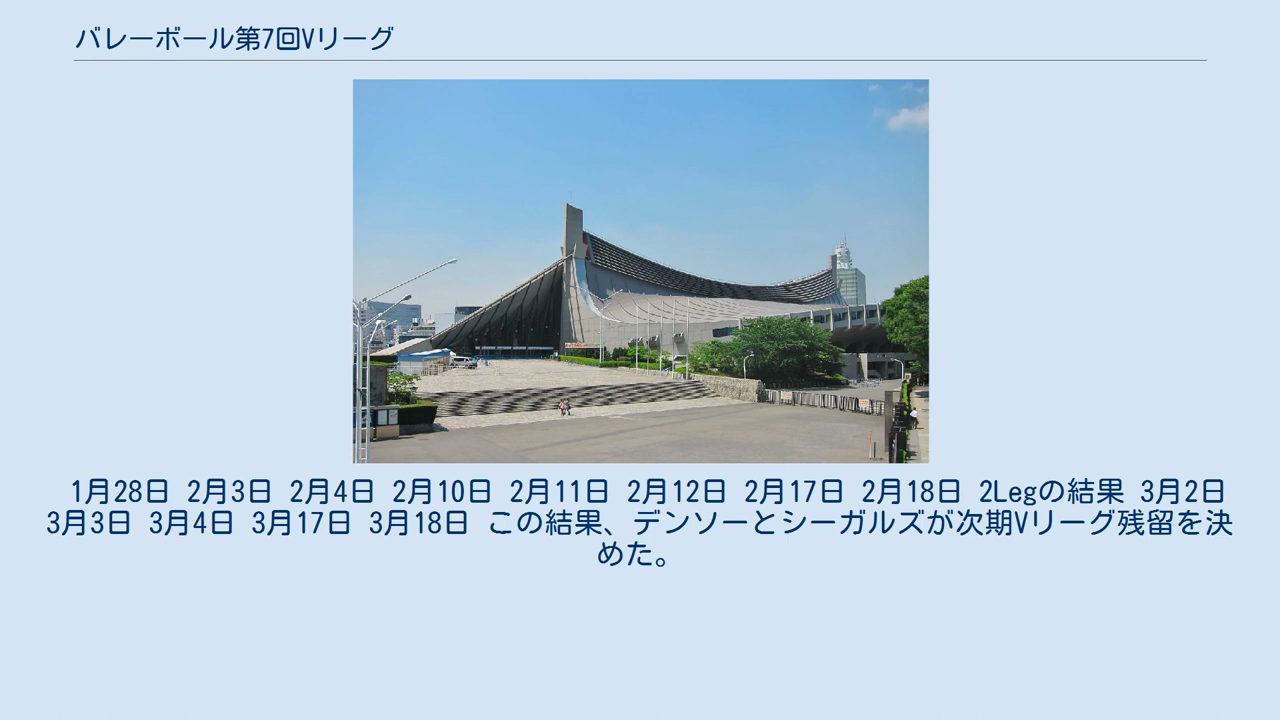 バレーボール第7回Vリーグ
1月28日 2月3日 2月4日 2月10日 2月11日 2月12日 2月17日 2月18日 2Legの結果 3月2日
3月3日 3月4日 3月17日 3月18日 この結果、デンソーとシーガルズが次期Vリーグ残留を決
めた。